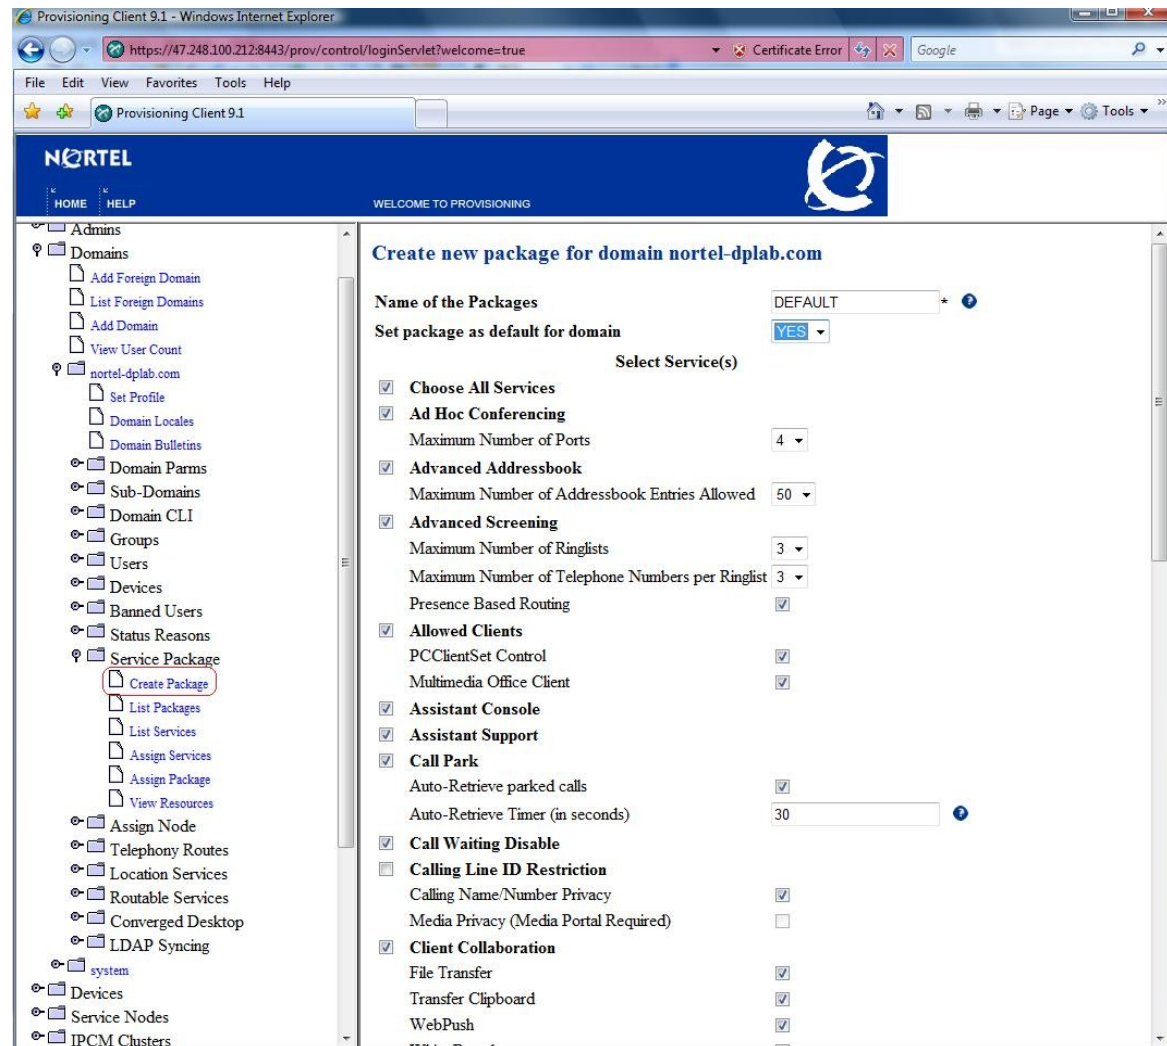 Provisioning Client 9.1 - Windows Internet Explorer
https://47.248.100.212:8443/prov/control/loginServlet?welcome=true
Certificate Error
Google
File Edit View Favorites Tools Help
Provisioning Client 9.1
Page
Tools
NORTEL
HOME HELP
WELCOME TO PROVISIONING
Admins
Domains
Add Foreign Domain
List Foreign Domains
Add Domain
View User Count
nortel-dplab.com
Set Profile
Domain Locales
Domain Bulletins
Domain Parms
Sub-Domains
Domain CLI
Groups
Users
Devices
Banned Users
Status Reasons
Service Package
Create Package
List Packages
List Services
Assign Services
Assign Package
View Resources
Assign Node
Telephony Routes
Location Services
Routable Services
Converged Desktop
LDAP Syncing
system
Devices
Service Nodes
IPCM Clusters
Create new package for domain nortel-dplab.com
Name of the Packages DEFAULT *
Set package as default for domain YES
Select Service(s)
Choose All Services
Ad Hoc Conferencing
Maximum Number of Ports 4
Advanced Addressbook
Maximum Number of Addressbook Entries Allowed 50
Advanced Screening
Maximum Number of Ringlists 3
Maximum Number of Telephone Numbers per Ringlist 3
Presence Based Routing
Allowed Clients
PCClientSet Control
Multimedia Office Client
Assistant Console
Assistant Support
Call Park
Auto-Retrieve parked calls
Auto-Retrieve Timer (in seconds) 30
Call Waiting Disable
Calling Line ID Restriction
Calling Name/Number Privacy
Media Privacy (Media Portal Required)
Client Collaboration
File Transfer
Transfer Clipboard
WebPush